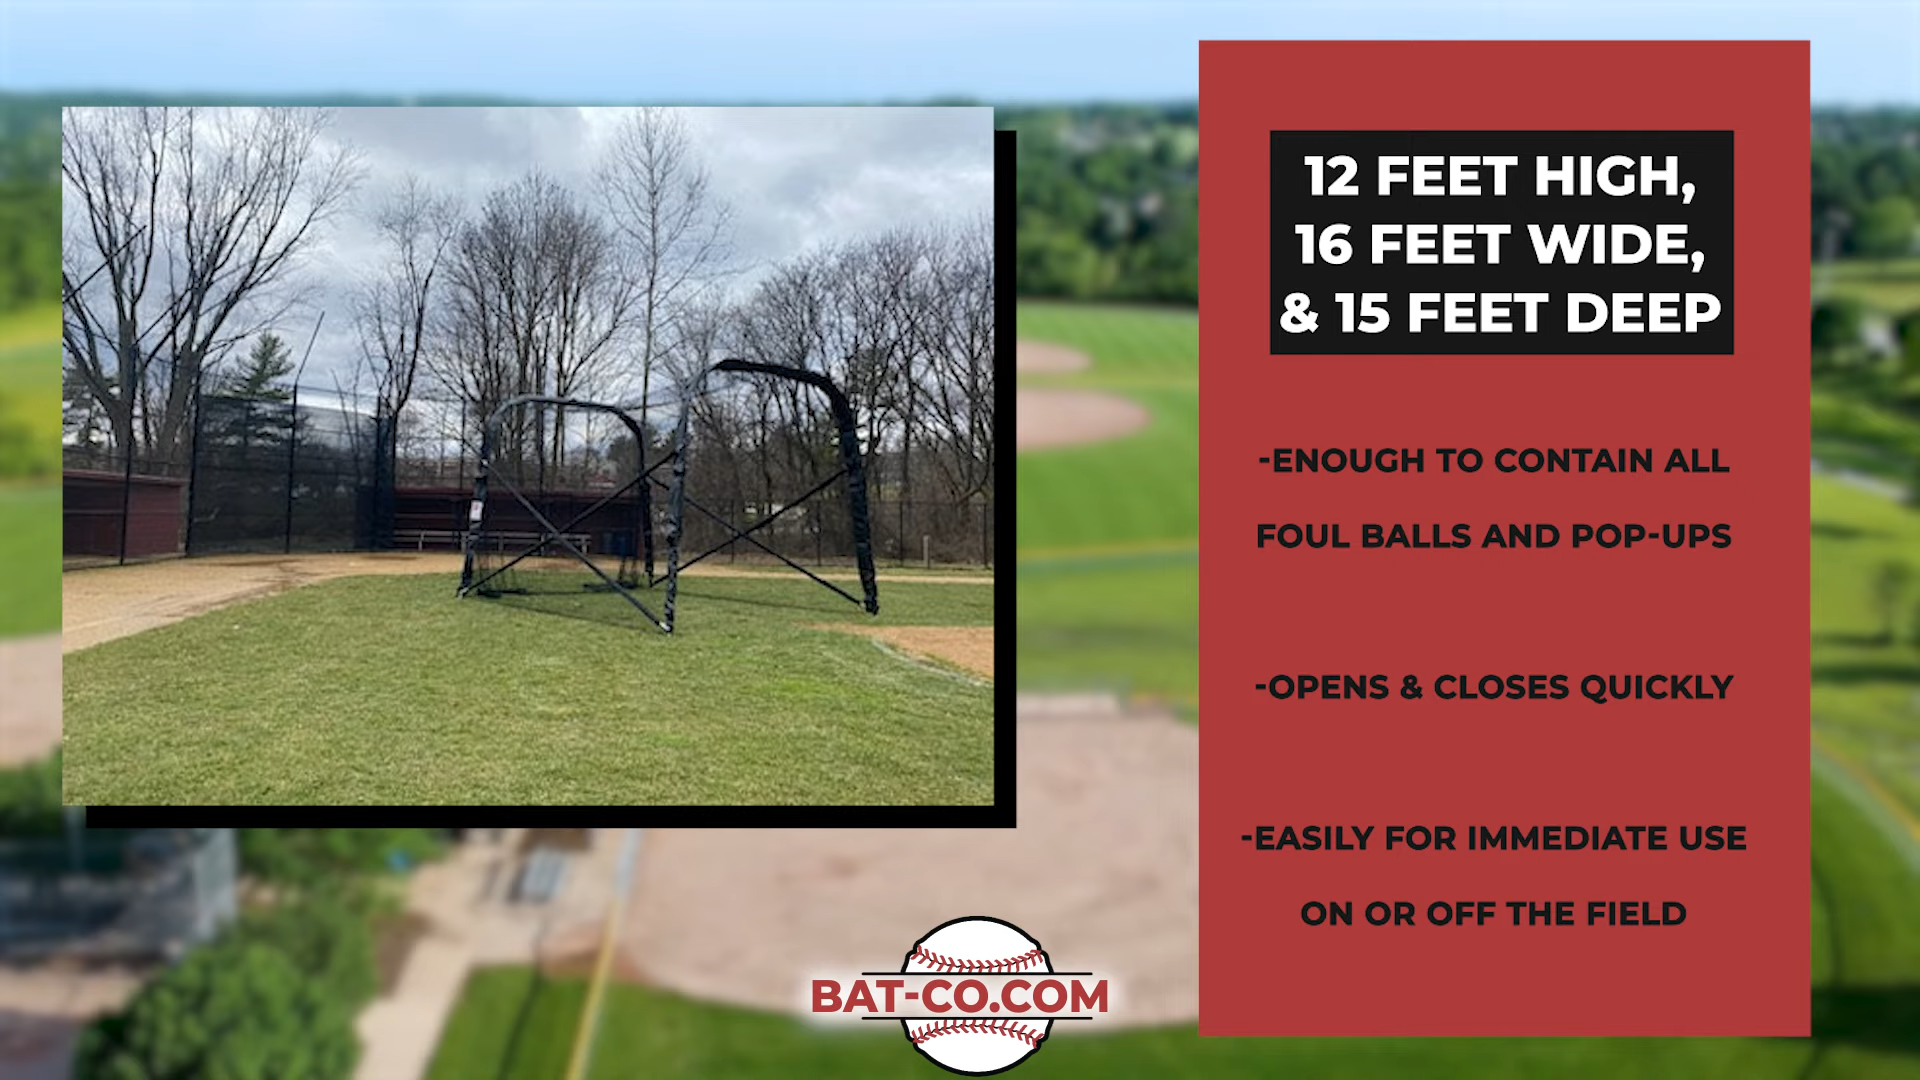 12 FEET HIGH,
16 FEET WIDE,
& 15 FEET DEEP
-ENOUGH TO CONTAIN ALL
FOUL BALLS AND POP-UPS
-OPENS & CLOSES QUICKLY
-EASILY FOR IMMEDIATE USE
ON OR OFF THE FIELD
BAT-CO.COM